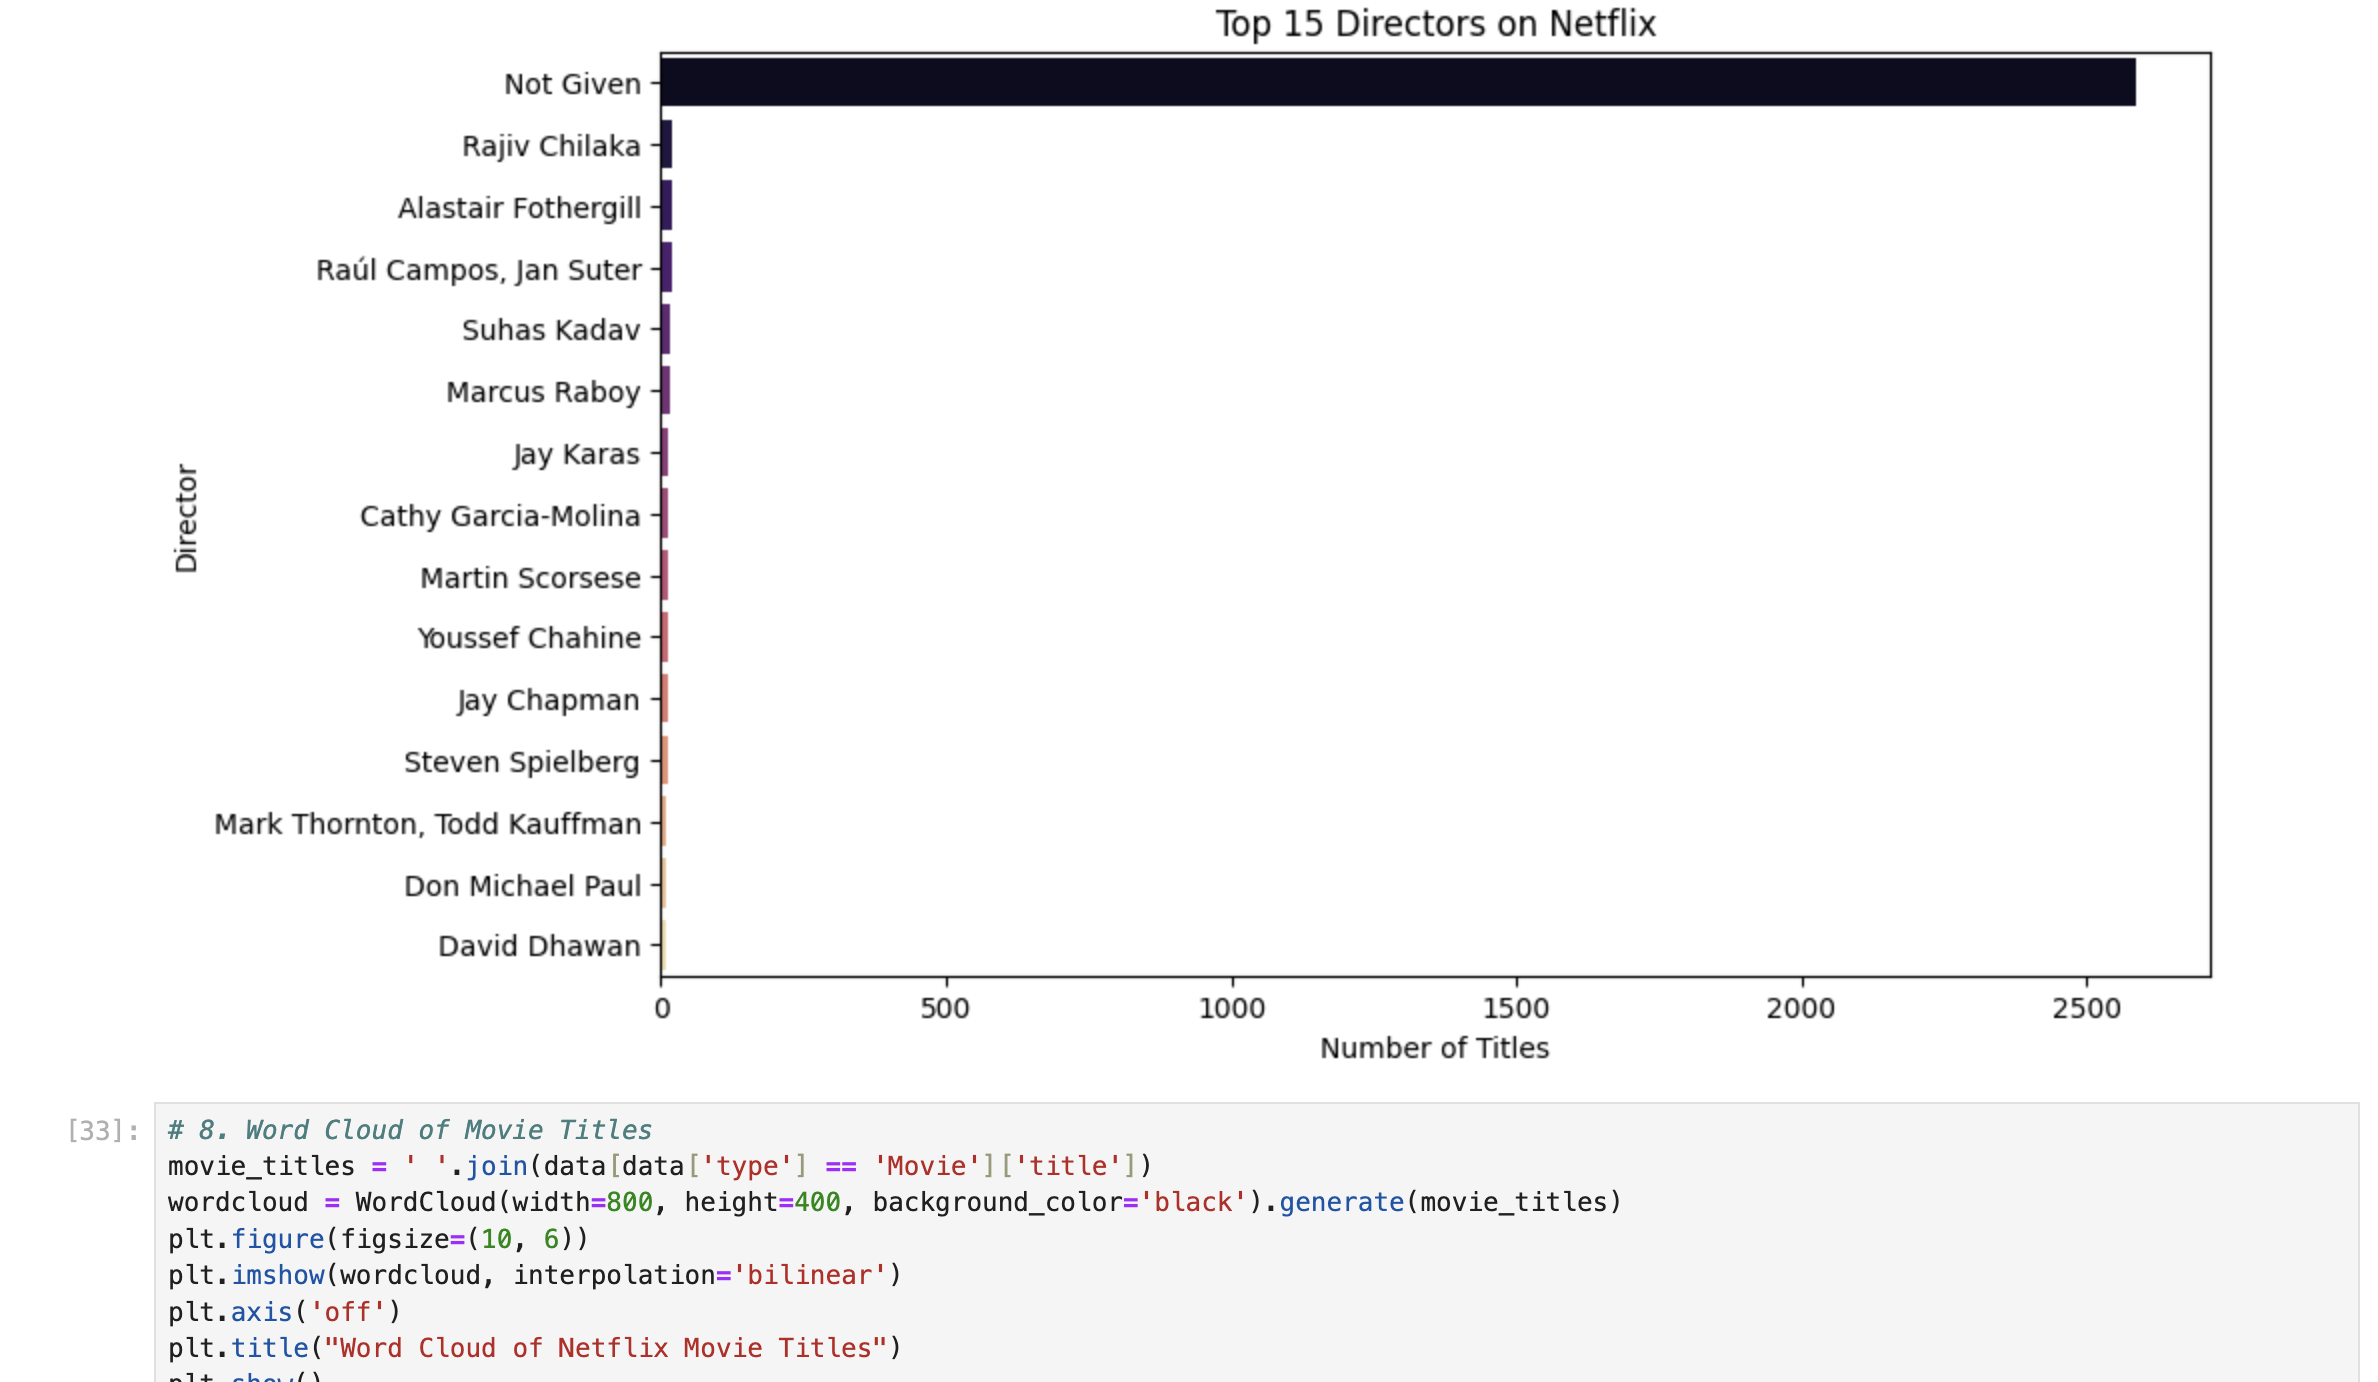 Top 15 Directors on Netflix
Not Given
Rajiv Chilaka
Alastair Fothergill
Raúl Campos, Jan Suter
Suhas Kadav
Marcus Raboy
Jay Karas
Cathy Garcia-Molina
Martin Scorsese
Youssef Chahine
Jay Chapman
Steven Spielberg
Mark Thornton, Todd Kauffman
Don Michael Paul
David Dhawan
Director
0 500 1000 1500 2000 2500
Number of Titles
[33]: # 8. Word Cloud of Movie Titles
movie_titles = ' '.join(data[data['type'] == 'Movie']['title'])
wordcloud = WordCloud(width=800, height=400, background_color='black').generate(movie_titles)
plt.figure(figsize=(10, 6))
plt.imshow(wordcloud, interpolation='bilinear')
plt.axis('off')
plt.title("Word Cloud of Netflix Movie Titles")
plt.show()